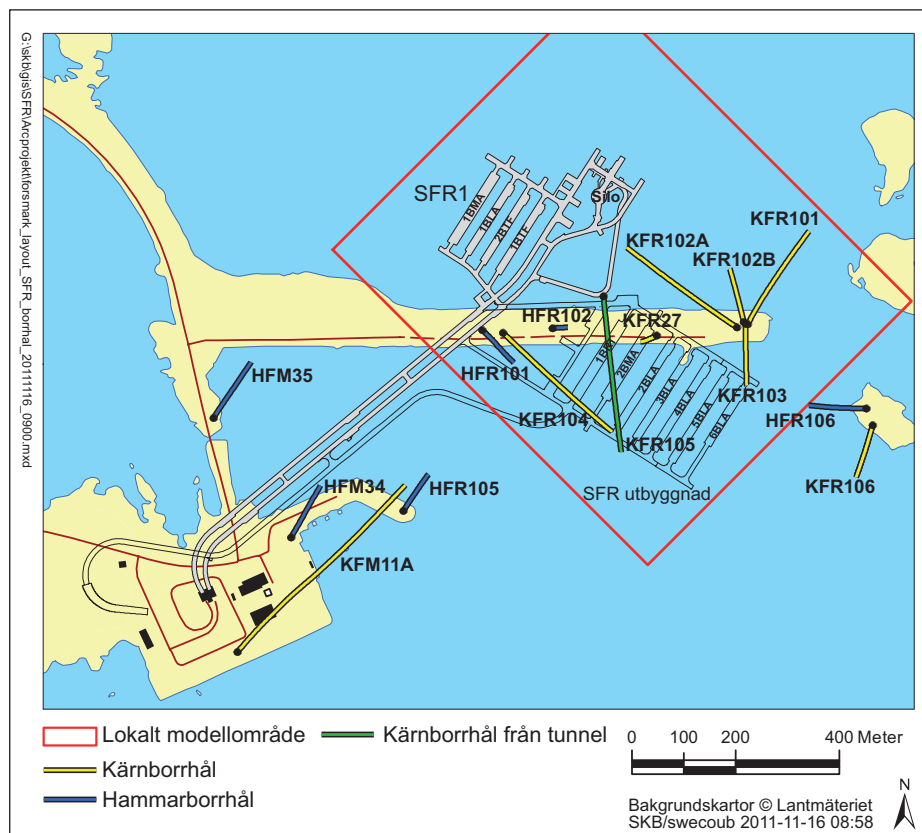 G:\skb\gis\SFR\Arcprojekt\forsmark_layout_SFR_borrhal_20111116_0900.mxd
SFR1
1BMA
1BLA
2BTF
1BTF
Silo
KFR101
KFR102A
KFR102B
HFR102
KFR27
2BMA
2BLA
3BLA
4BLA
5BLA
6BLA
HFR101
KFR103
HFM35
HFR106
KFR104
KFR105
KFR106
SFR utbyggnad
HFM34
HFR105
KFM11A
Lokalt modellområde
Kärnborrhål från tunnel
Kärnborrhål
Hammarborrhål
0 100 200 400 Meter
N
Bakgrundskartor © Lantmäteriet
SKB/swecoub 2011-11-16 08:58